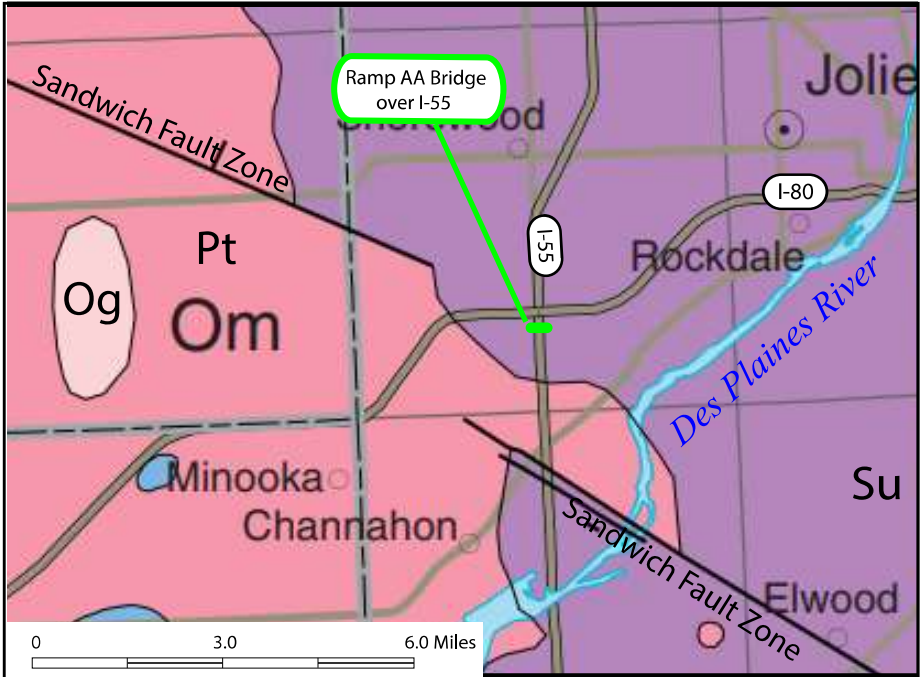 Jolie
Ramp AA Bridge
over I-55
Shorewood
Sandwich Fault Zone
I-80
Pt
I-55
Rockdale
Og
Om
Des Plaines River
Minooka
Su
Channahon
Sandwich Fault Zone
Elwood
0 3.0 6.0 Miles